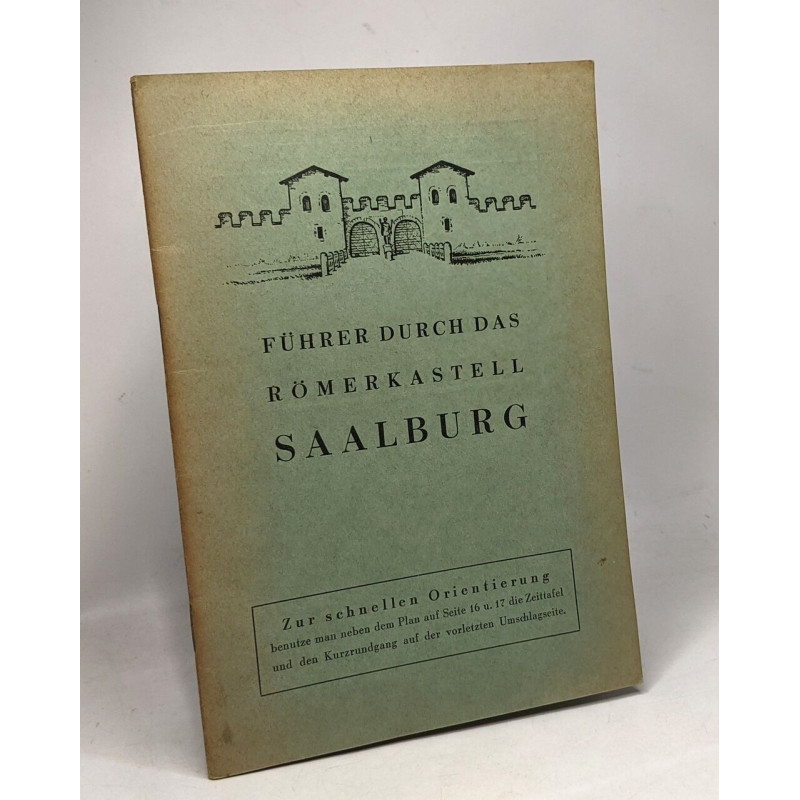 FÜHRER DURCH DAS
RÖMERKASTELL
SAALBURG
Zur schnellen Orientierung
benutze man neben dem Plan auf Seite 16 u. 17 die Zeittafel
und den Kurzrundgang auf der vorletzten Umschlagseite.